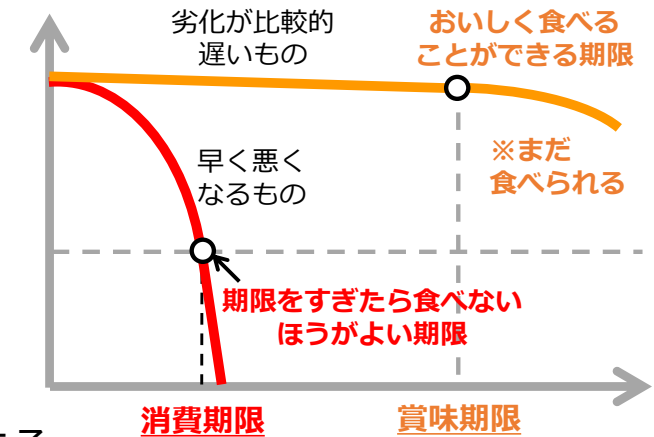 劣化が比較的
遅いもの
おいしく食べる
ことができる期限
早く悪く
なるもの
※まだ
食べられる
期限をすぎたら食べない
ほうがよい期限
消費期限
賞味期限